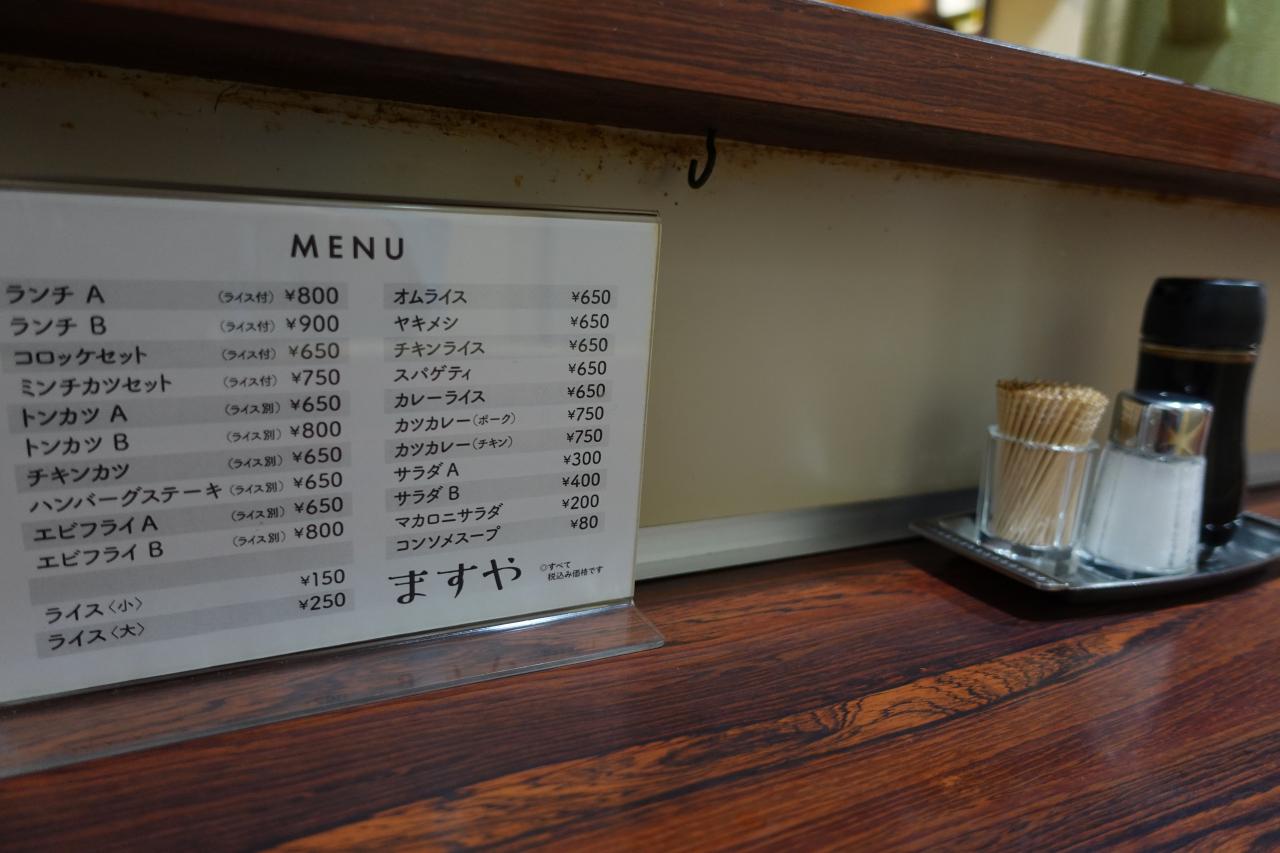 MENU
ランチ A (ライス付) ¥800
ランチ B (ライス付) ¥900
コロッケセット (ライス付) ¥650
ミンチカツセット (ライス付) ¥750
トンカツ A (ライス別) ¥650
トンカツ B (ライス別) ¥800
チキンカツ (ライス別) ¥650
ハンバーグステーキ (ライス別) ¥650
エビフライ A (ライス別) ¥650
エビフライ B (ライス別) ¥800
ライス〈小〉 ¥150
ライス〈大〉 ¥250
オムライス ¥650
ヤキメシ ¥650
チキンライス ¥650
スパゲティ ¥650
カレーライス ¥650
カツカレー(ポーク) ¥750
カツカレー(チキン) ¥750
サラダ A ¥300
サラダ B ¥400
マカロニサラダ ¥200
コンソメスープ ¥80
ますや
◎すべて
税込み価格です